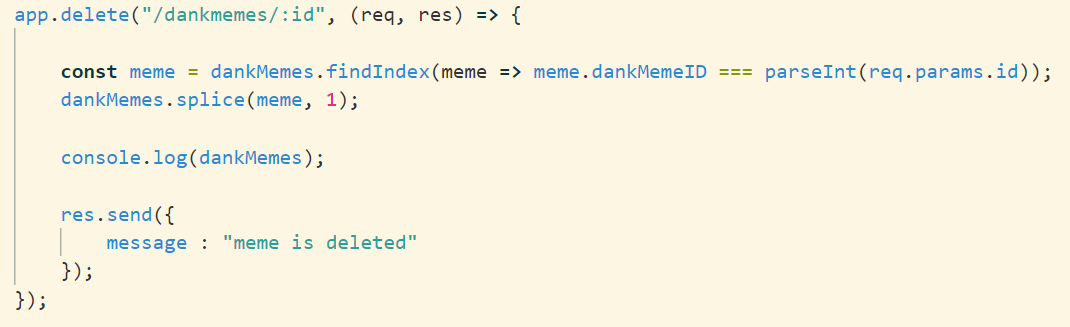 app.delete("/dankmemes/:id", (req, res) => {
const meme = dankMemes.findIndex(meme => meme.dankMemeID === parseInt(req.params.id));
dankMemes.splice(meme, 1);
console.log(dankMemes);
res.send({
message : "meme is deleted"
});
});